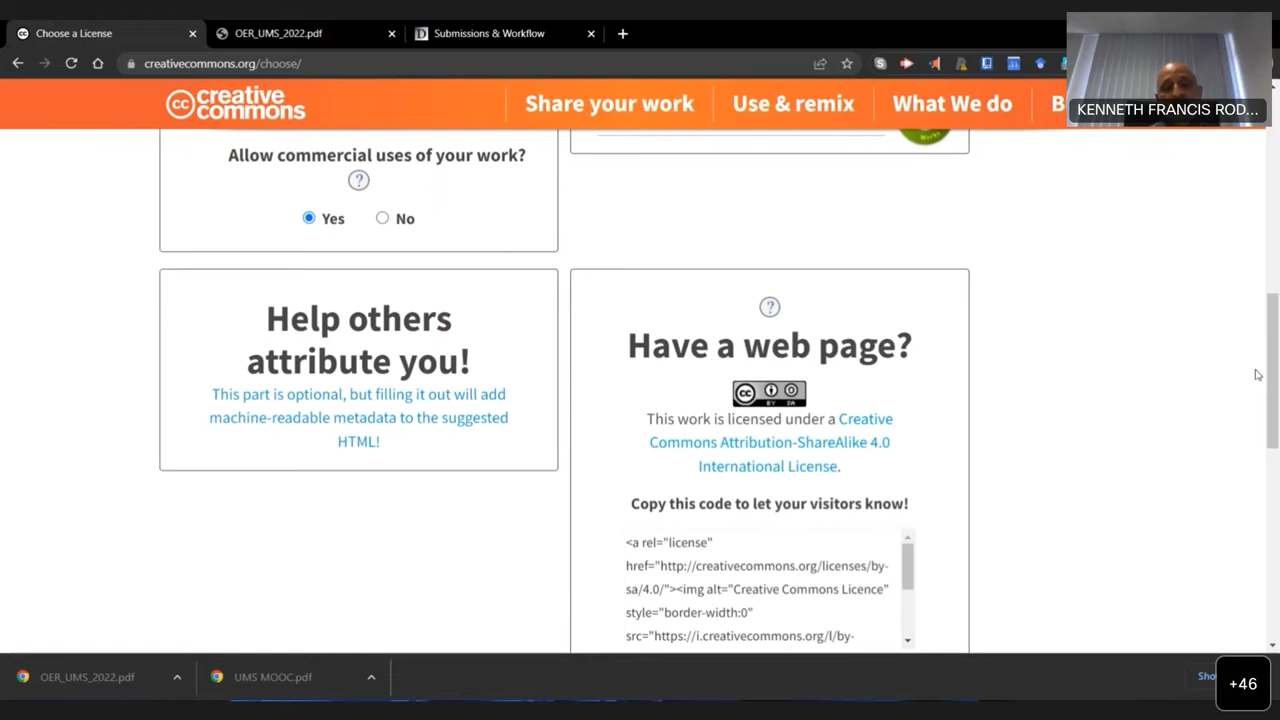 Choose a License
OER_UMS_2022.pdf
Submissions & Workflow
creativecommons.org/choose/
creative
commons
Share your work
Use & remix
What We do
B
KENNETH FRANCIS ROD...
Works
Allow commercial uses of your work?
?
Yes
No
Help others
attribute you!
This part is optional, but filling it out will add
machine-readable metadata to the suggested
HTML!
?
Have a web page?
CC BY SA
This work is licensed under a Creative
Commons Attribution-ShareAlike 4.0
International License.
Copy this code to let your visitors know!
<a rel="license"
href="http://creativecommons.org/licenses/by-
sa/4.0/"><img alt="Creative Commons Licence"
style="border-width:0"
src="https://i.creativecommons.org/l/by-
OER_UMS_2022.pdf
UMS MOOC.pdf
Sho
+46